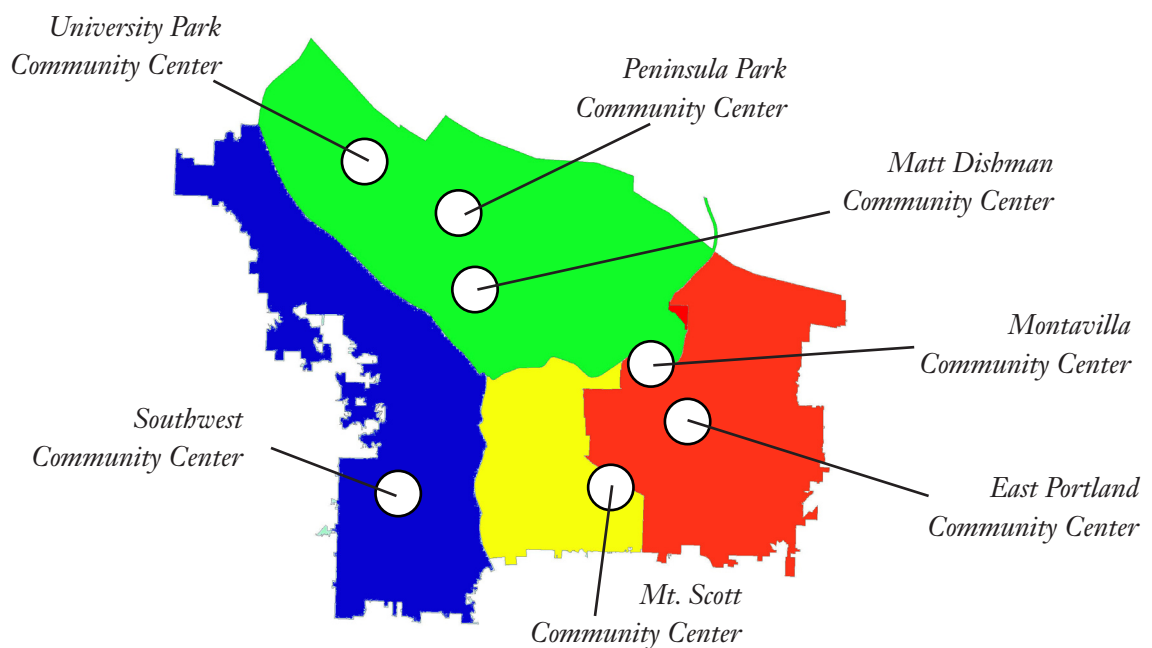 University Park
Community Center
Peninsula Park
Community Center
Matt Dishman
Community Center
Montavilla
Community Center
Southwest
Community Center
East Portland
Community Center
Mt. Scott
Community Center